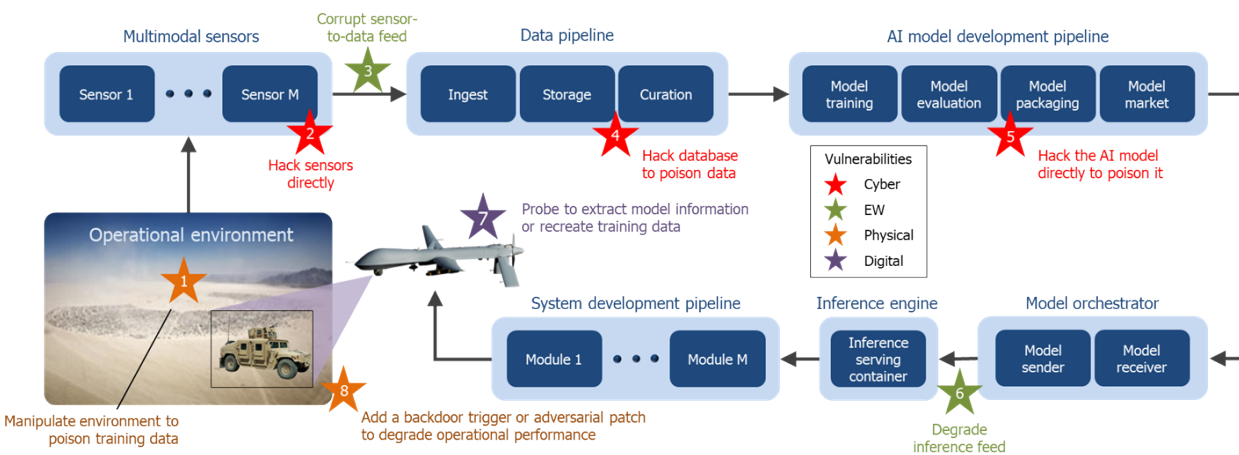 Corrupt sensor-
to-data feed
Multimodal sensors
Data pipeline
AI model development pipeline
3
Sensor 1
Sensor M
Ingest
Storage
Curation
Model
training
Model
evaluation
Model
packaging
Model
market
2
4
5
Hack sensors
directly
Hack database
to poison data
Hack the AI model
directly to poison it
Vulnerabilities
Cyber
EW
Physical
Digital
7
Probe to extract model information
or recreate training data
Operational environment
1
System development pipeline
Inference engine
Model orchestrator
Module 1
Module M
Inference
serving
container
Model
sender
Model
receiver
8
6
Manipulate environment to
poison training data
Add a backdoor trigger or adversarial patch
to degrade operational performance
Degrade
inference feed